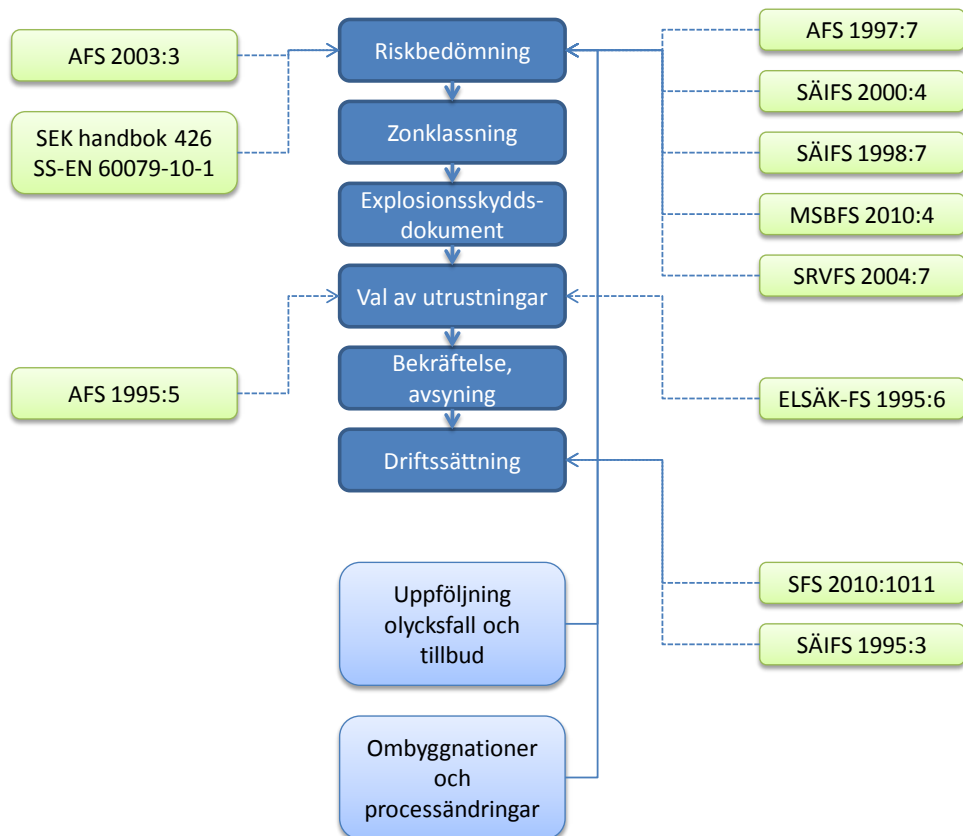 AFS 2003:3
SEK handbok 426
SS-EN 60079-10-1
AFS 1995:5
Riskbedömning
Zonklassning
Explosionsskydds-
dokument
Val av utrustningar
Bekräftelse,
avsyning
Driftssättning
Uppföljning
olycksfall och
tillbud
Ombyggnationer
och
processändringar
AFS 1997:7
SÄIFS 2000:4
SÄIFS 1998:7
MSBFS 2010:4
SRVFS 2004:7
ELSÄK-FS 1995:6
SFS 2010:1011
SÄIFS 1995:3